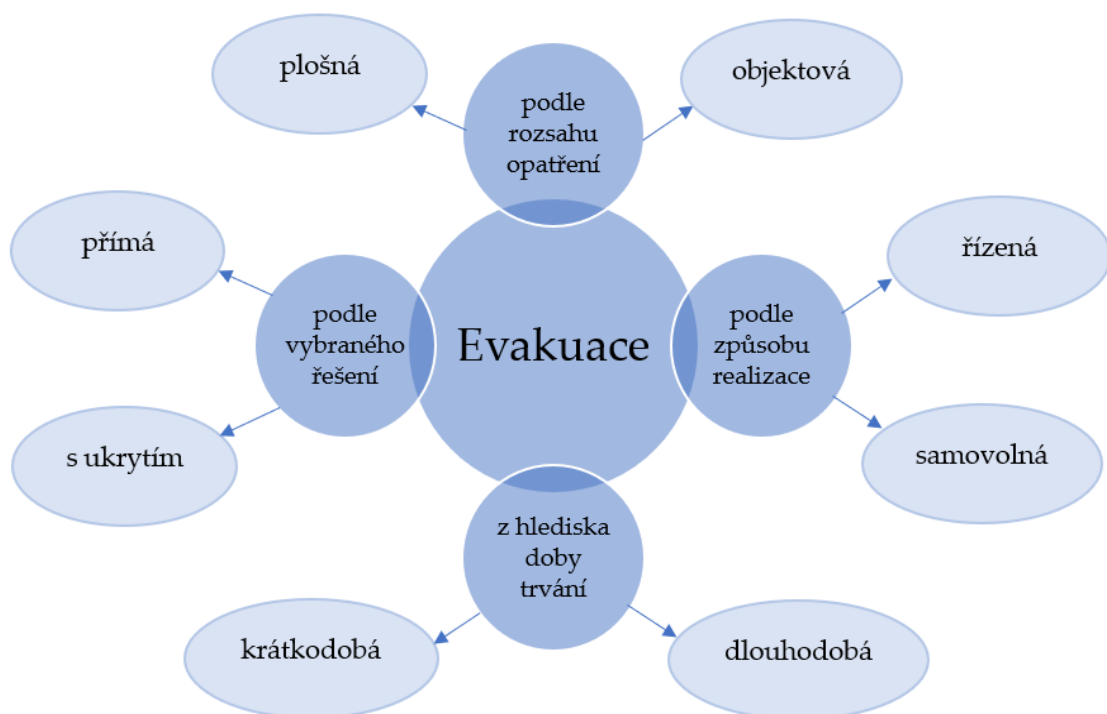 plošná
objektová
podle
rozsahu
opatření
přímá
řízená
podle
vybraného
řešení
Evakuace
podle
způsobu
realizace
s ukrytím
samovolná
z hlediska
doby
trvání
krátkodobá
dlouhodobá